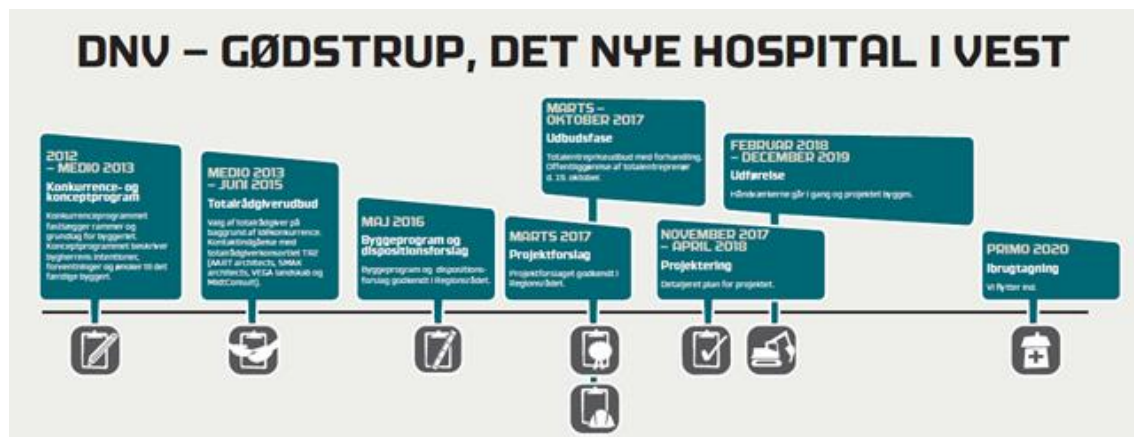 DNV – GØDSTRUP, DET NYE HOSPITAL I VEST
2012
– MEDIO 2013
Konkurrence- og
konceptprogram
Konkurrenceprogrammet
fastlægger rammer og
grundlag for byggeriet.
Konceptprogrammet beskriver
bygherrens intentioner,
forventninger og ønsker til det
færdige byggeri.
MEDIO 2013
– JUNI 2015
Totalrådgiverudbud
Valg af totalrådgiver på
baggrund af idékonkurrence.
Kontraktindgåelse med
totalrådgiverkonsortiet
(AART architects, SMAK
architects, VEGA landskab og
MidtConsult).
MAJ 2016
Byggeprogram og
dispositionsforslag
Byggeprogram og dispositions-
forslag godkendt i Regionsrådet.
MARTS –
OKTOBER 2017
Udbudsfase
Totalentrepriseudbud med forhandling.
Offentliggørelse af totalentreprenør
d. 19. oktober.
MARTS 2017
Projektforslag
Projektforslaget godkendt i
Regionsrådet.
NOVEMBER 2017
– APRIL 2018
Projektering
Detaljeret plan for projektet.
FEBRUAR 2018
– DECEMBER 2019
Udførelse
Håndværkerne går i gang og projektet bygges.
PRIMO 2020
Ibrugtagning
Vi flytter ind.